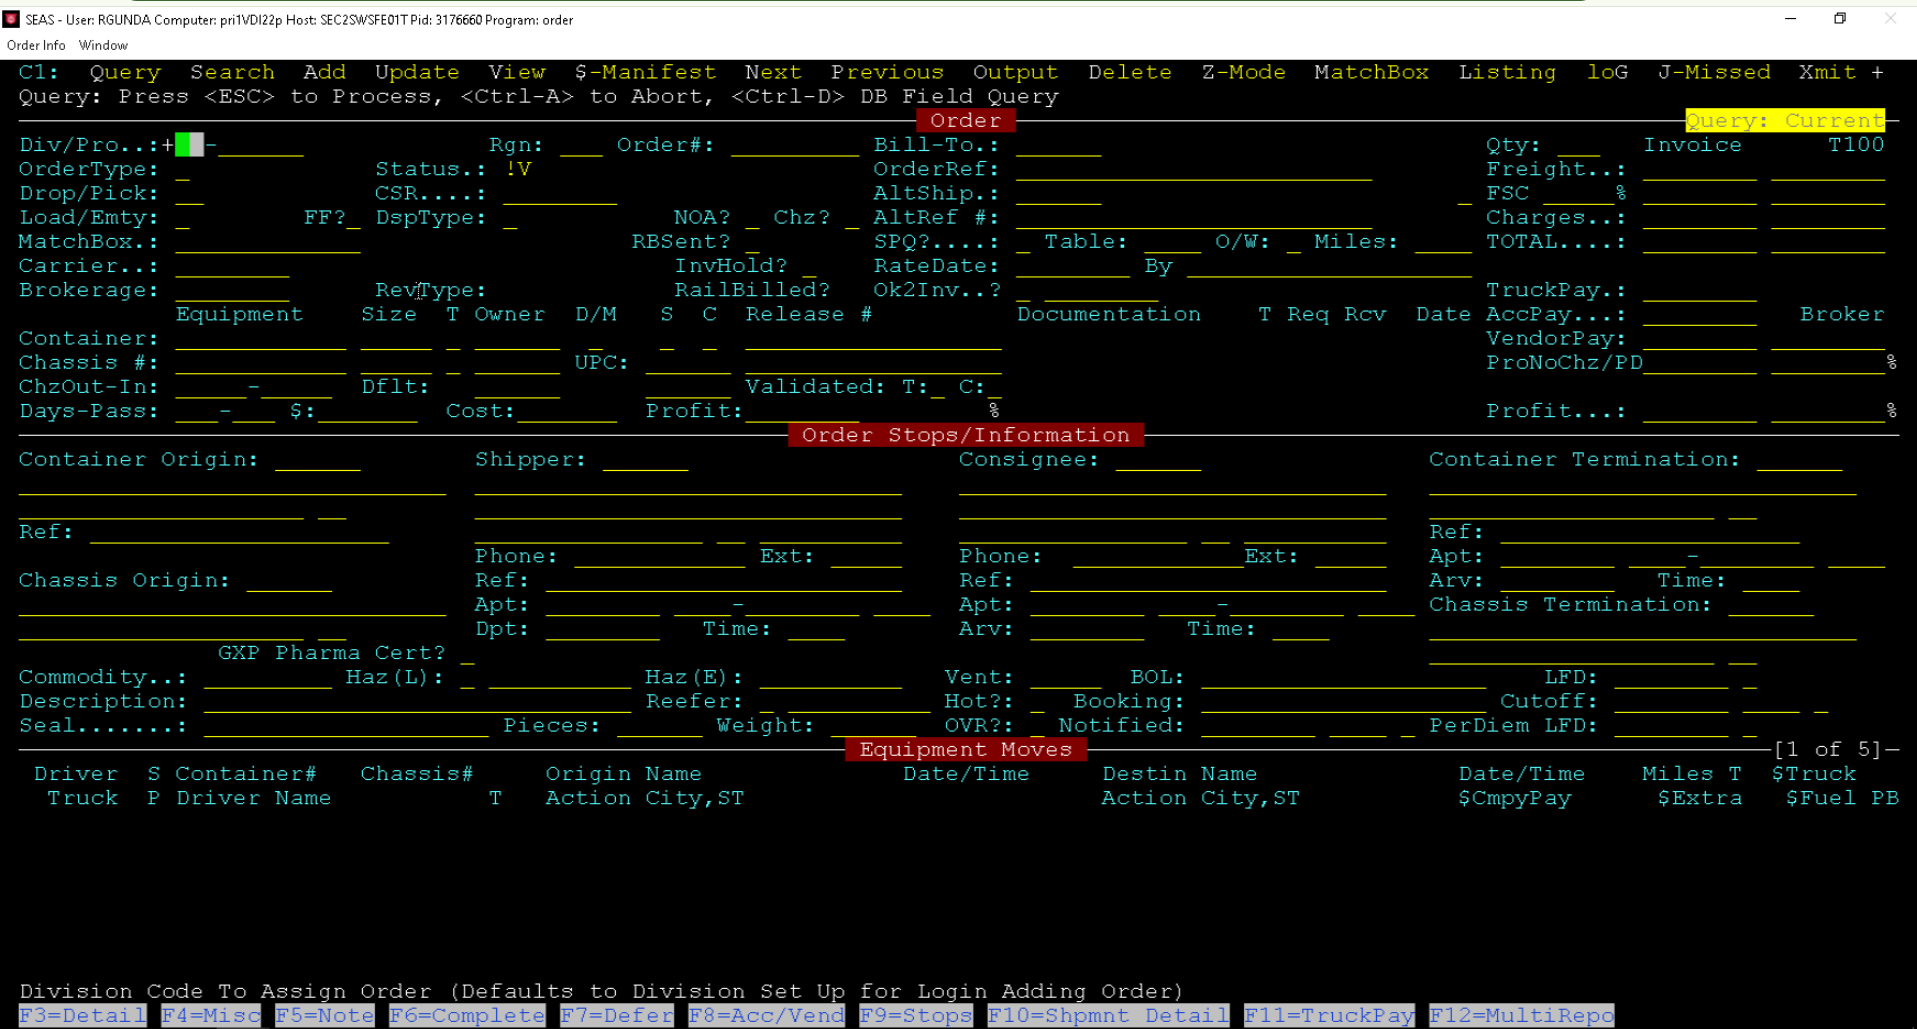 SEAS - User: RGUNDA Computer: pri1VDI22p Host: SEC2SWSFE01T Pid: 3176660 Program: order
Order Info Window
C1: Query Search Add Update View $-Manifest Next Previous Output Delete Z-Mode MatchBox Listing loG J-Missed Xmit +
Query: Press <ESC> to Process, <Ctrl-A> to Abort, <Ctrl-D> DB Field Query
Order Query: Current
Div/Pro..:+ - Rgn: Order#: Bill-To.: Qty: Invoice T100
OrderType: Status.: !V OrderRef: Freight..:
Drop/Pick: CSR....: AltShip.: FSC %
Load/Emty: FF? DspType: NOA? Chz? AltRef #: Charges..:
MatchBox.: RBSent? SPQ?....: Table: O/W: Miles: TOTAL....:
Carrier..: InvHold? RateDate: By
Brokerage: RevType: RailBilled? Ok2Inv..? TruckPay.:
Equipment Size T Owner D/M S C Release # Documentation T Req Rcv Date AccPay...: Broker
Container: VendorPay:
Chassis #: UPC: ProNoChz/PD %
ChzOut-In: - Dflt: Validated: T: C:
Days-Pass: - $: Cost: Profit: % Profit...: %
Order Stops/Information
Container Origin: Shipper: Consignee: Container Termination:
Ref: Ref:
Phone: Ext: Phone: Ext: Apt: -
Chassis Origin: Ref: Ref: Arv: Time:
Apt: - Apt: - Chassis Termination:
Dpt: Time: Arv: Time:
GXP Pharma Cert?
Commodity..: Haz(L): Haz(E): Vent: BOL: LFD:
Description: Reefer: Hot?: Booking: Cutoff:
Seal.......: Pieces: Weight: OVR?: Notified: PerDiem LFD:
Equipment Moves [1 of 5]
Driver S Container# Chassis# Origin Name Date/Time Destin Name Date/Time Miles T $Truck
Truck P Driver Name T Action City,ST Action City,ST $CmpyPay $Extra $Fuel PB
Division Code To Assign Order (Defaults to Division Set Up for Login Adding Order)
F3=Detail F4=Misc F5=Note F6=Complete F7=Defer F8=Acc/Vend F9=Stops F10=Shpmnt Detail F11=TruckPay F12=MultiRepo